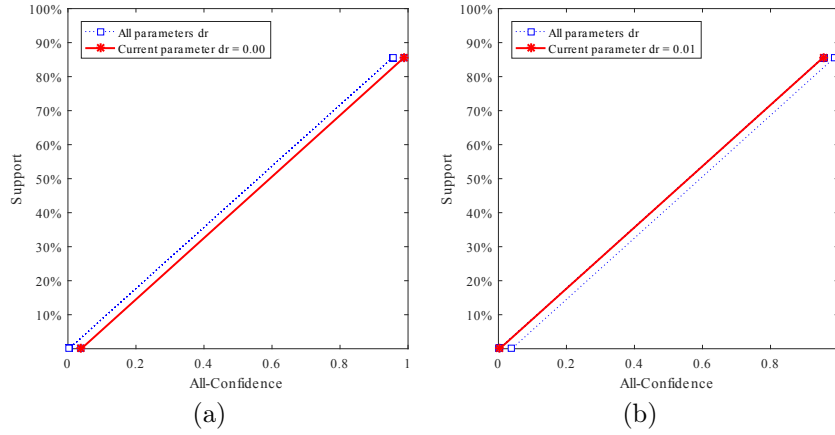 100%
90%
80%
70%
60%
50%
40%
30%
20%
10%
Support
All parameters dr
Current parameter dr = 0.00
0 0.2 0.4 0.6 0.8 1
All-Confidence
(a)
100%
90%
80%
70%
60%
50%
40%
30%
20%
10%
Support
All parameters dr
Current parameter dr = 0.01
0 0.2 0.4 0.6 0.8
All-Confidence
(b)